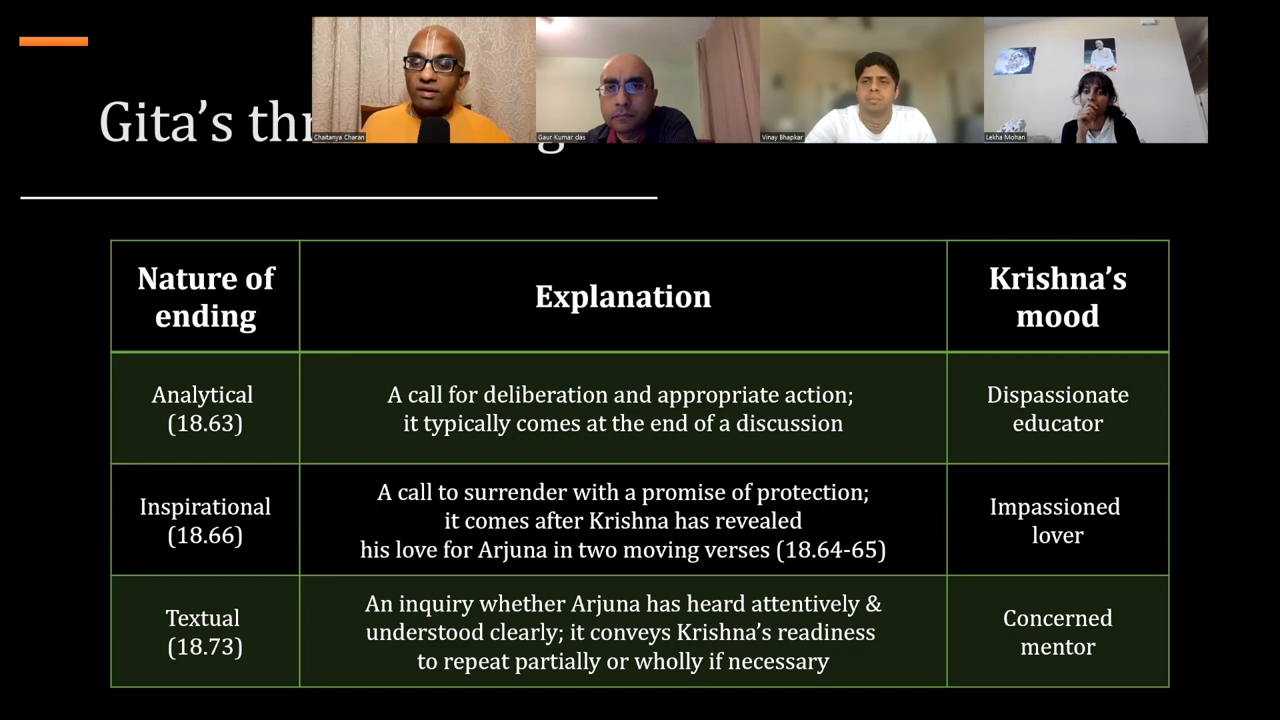 Gita's thr
Chaitanya Charan
Gaur Kumar das
Vinay Bhapkar
Lekha Mohan
Nature of
ending
Explanation
Krishna's
mood
Analytical
(18.63)
A call for deliberation and appropriate action;
it typically comes at the end of a discussion
Dispassionate
educator
Inspirational
(18.66)
A call to surrender with a promise of protection;
it comes after Krishna has revealed
his love for Arjuna in two moving verses (18.64-65)
Impassioned
lover
Textual
(18.73)
An inquiry whether Arjuna has heard attentively &
understood clearly; it conveys Krishna's readiness
to repeat partially or wholly if necessary
Concerned
mentor